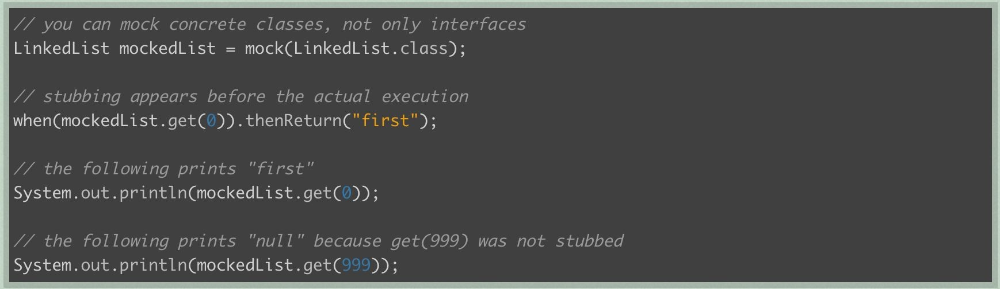 // you can mock concrete classes, not only interfaces
LinkedList mockedList = mock(LinkedList.class);
// stubbing appears before the actual execution
when(mockedList.get(0)).thenReturn("first");
// the following prints "first"
System.out.println(mockedList.get(0));
// the following prints "null" because get(999) was not stubbed
System.out.println(mockedList.get(999));